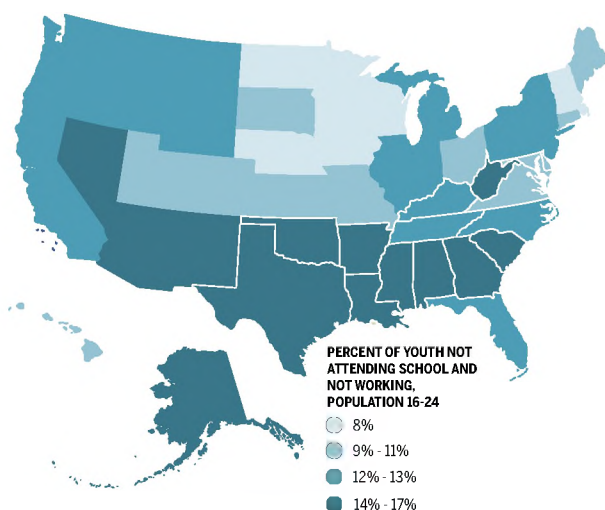 PERCENT OF YOUTH NOT
ATTENDING SCHOOL AND
NOT WORKING,
POPULATION 16-24
8%
9% - 11%
12% - 13%
14% - 17%